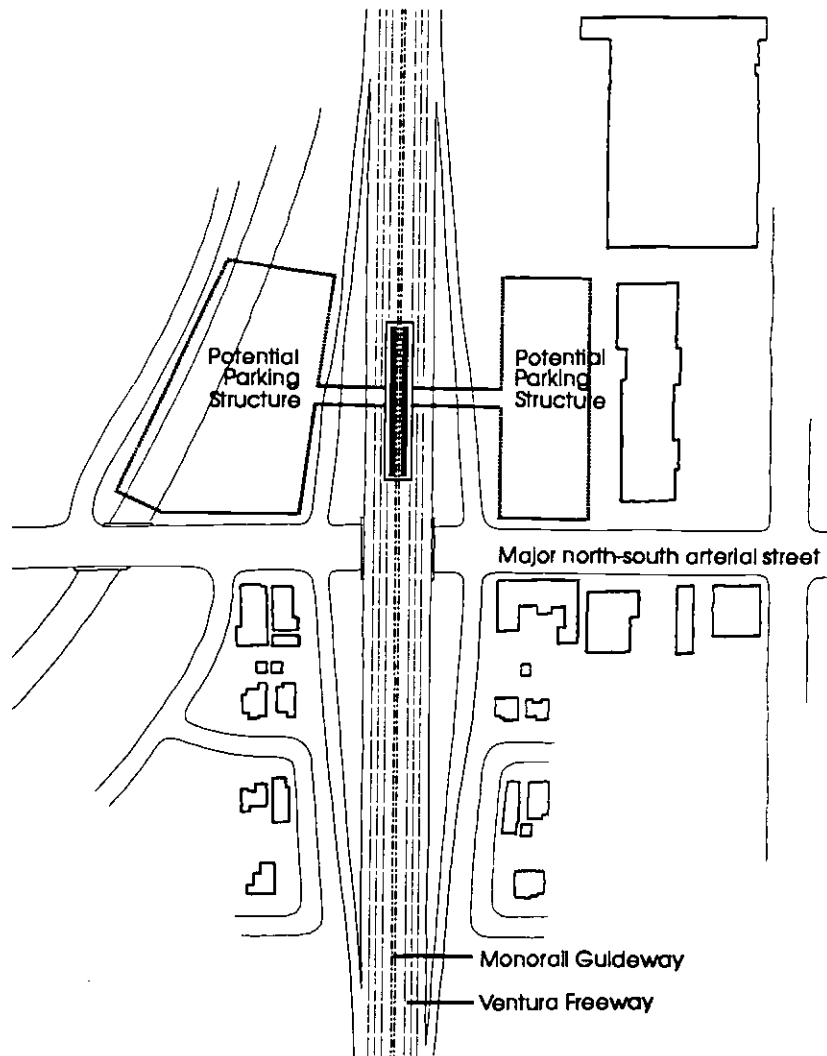 Potential
Parking
Structure
Potential
Parking
Structure
Major north-south arterial street
Monorail Guideway
Ventura Freeway